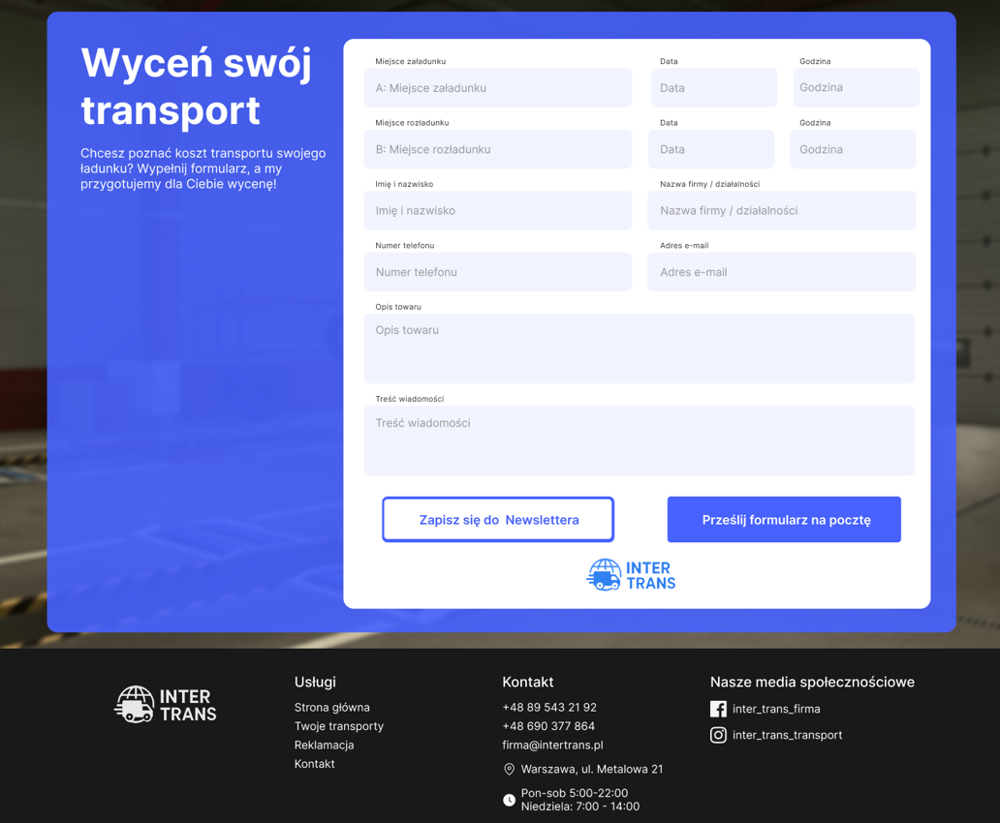 Wyceń swój
transport
Chcesz poznać koszt transportu swojego
ładunku? Wypełnij formularz, a my
przygotujemy dla Ciebie wycenę!
Miejsce załadunku
Data
Godzina
A: Miejsce załadunku
Data
Godzina
Miejsce rozładunku
Data
Godzina
B: Miejsce rozładunku
Data
Godzina
Imię i nazwisko
Nazwa firmy / działalności
Imię i nazwisko
Nazwa firmy / działalności
Numer telefonu
Adres e-mail
Numer telefonu
Adres e-mail
Opis towaru
Opis towaru
Treść wiadomości
Treść wiadomości
Zapisz się do Newslettera
Prześlij formularz na pocztę
INTER
TRANS
INTER
TRANS
Usługi
Strona główna
Twoje transporty
Reklamacja
Kontakt
Kontakt
+48 89 543 21 92
+48 690 377 864
firma@intertrans.pl
Warszawa, ul. Metalowa 21
Pon-sob 5:00-22:00
Niedziela: 7:00 - 14:00
Nasze media społecznościowe
inter_trans_firma
inter_trans_transport